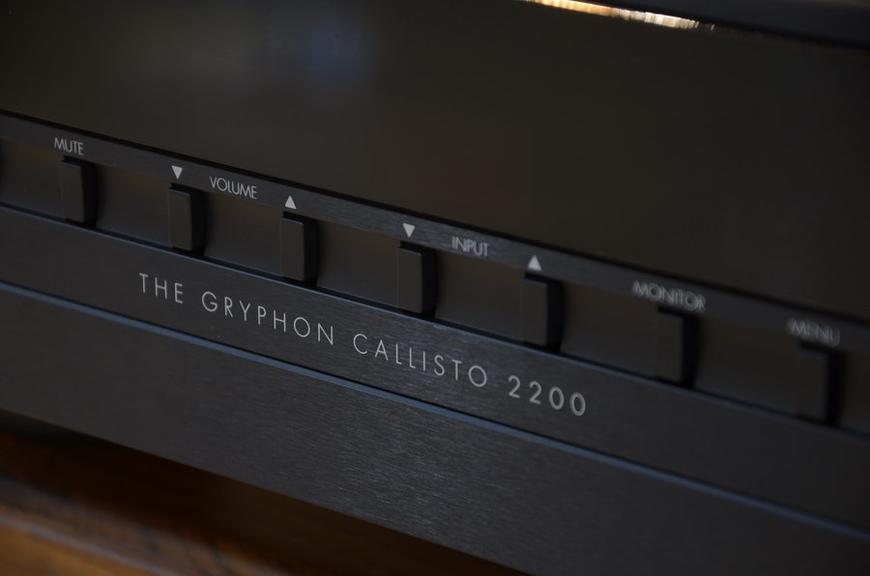 MUTE
▼ VOLUME ▲
▼ INPUT ▲
MONITOR
MENU
THE GRYPHON CALLISTO 2200